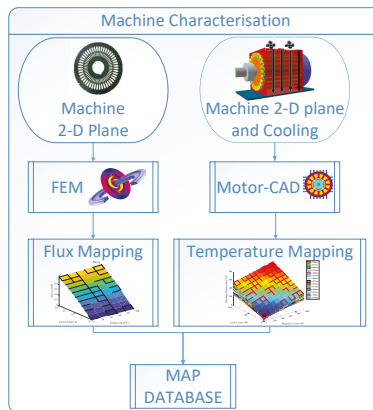 Machine Characterisation
Machine
2-D Plane
Machine 2-D plane
and Cooling
FEM
Motor-CAD
Flux Mapping
Temperature Mapping
MAP
DATABASE